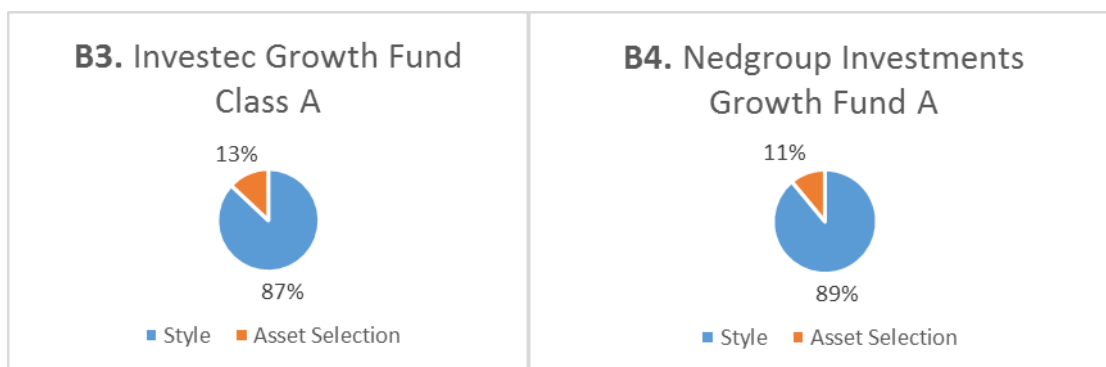 B3. Investec Growth Fund
Class A
13%
87%
Style Asset Selection
B4. Nedgroup Investments
Growth Fund A
11%
89%
Style Asset Selection